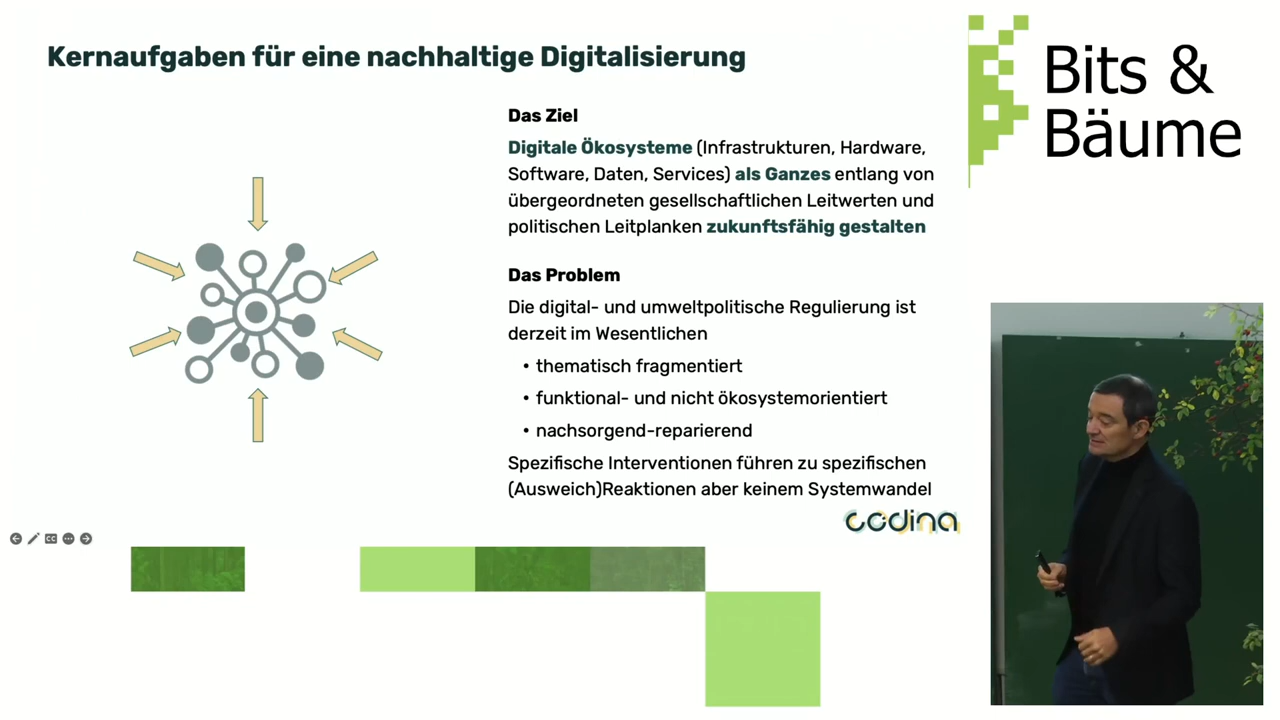 Kernaufgaben für eine nachhaltige Digitalisierung
Das Ziel
Digitale Ökosysteme (Infrastrukturen, Hardware,
Software, Daten, Services) als Ganzes entlang von
übergeordneten gesellschaftlichen Leitwerten und
politischen Leitplanken zukunftsfähig gestalten
Das Problem
Die digital- und umweltpolitische Regulierung ist
derzeit im Wesentlichen
• thematisch fragmentiert
• funktional- und nicht ökosystemorientiert
• nachsorgend-reparierend
Spezifische Interventionen führen zu spezifischen
(Ausweich)Reaktionen aber keinem Systemwandel
codina
CC
Bits &
Bäume